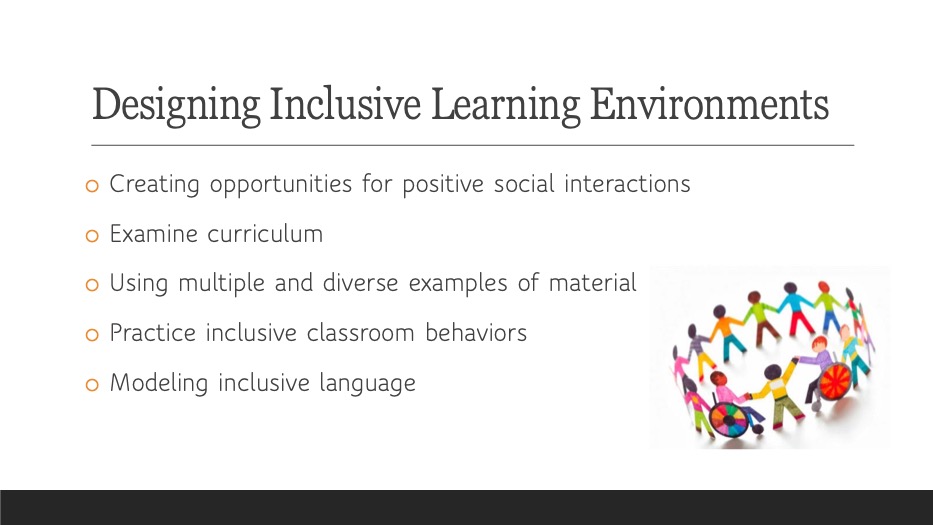 Designing Inclusive Learning Environments
o Creating opportunities for positive social interactions
o Examine curriculum
o Using multiple and diverse examples of material
o Practice inclusive classroom behaviors
o Modeling inclusive language